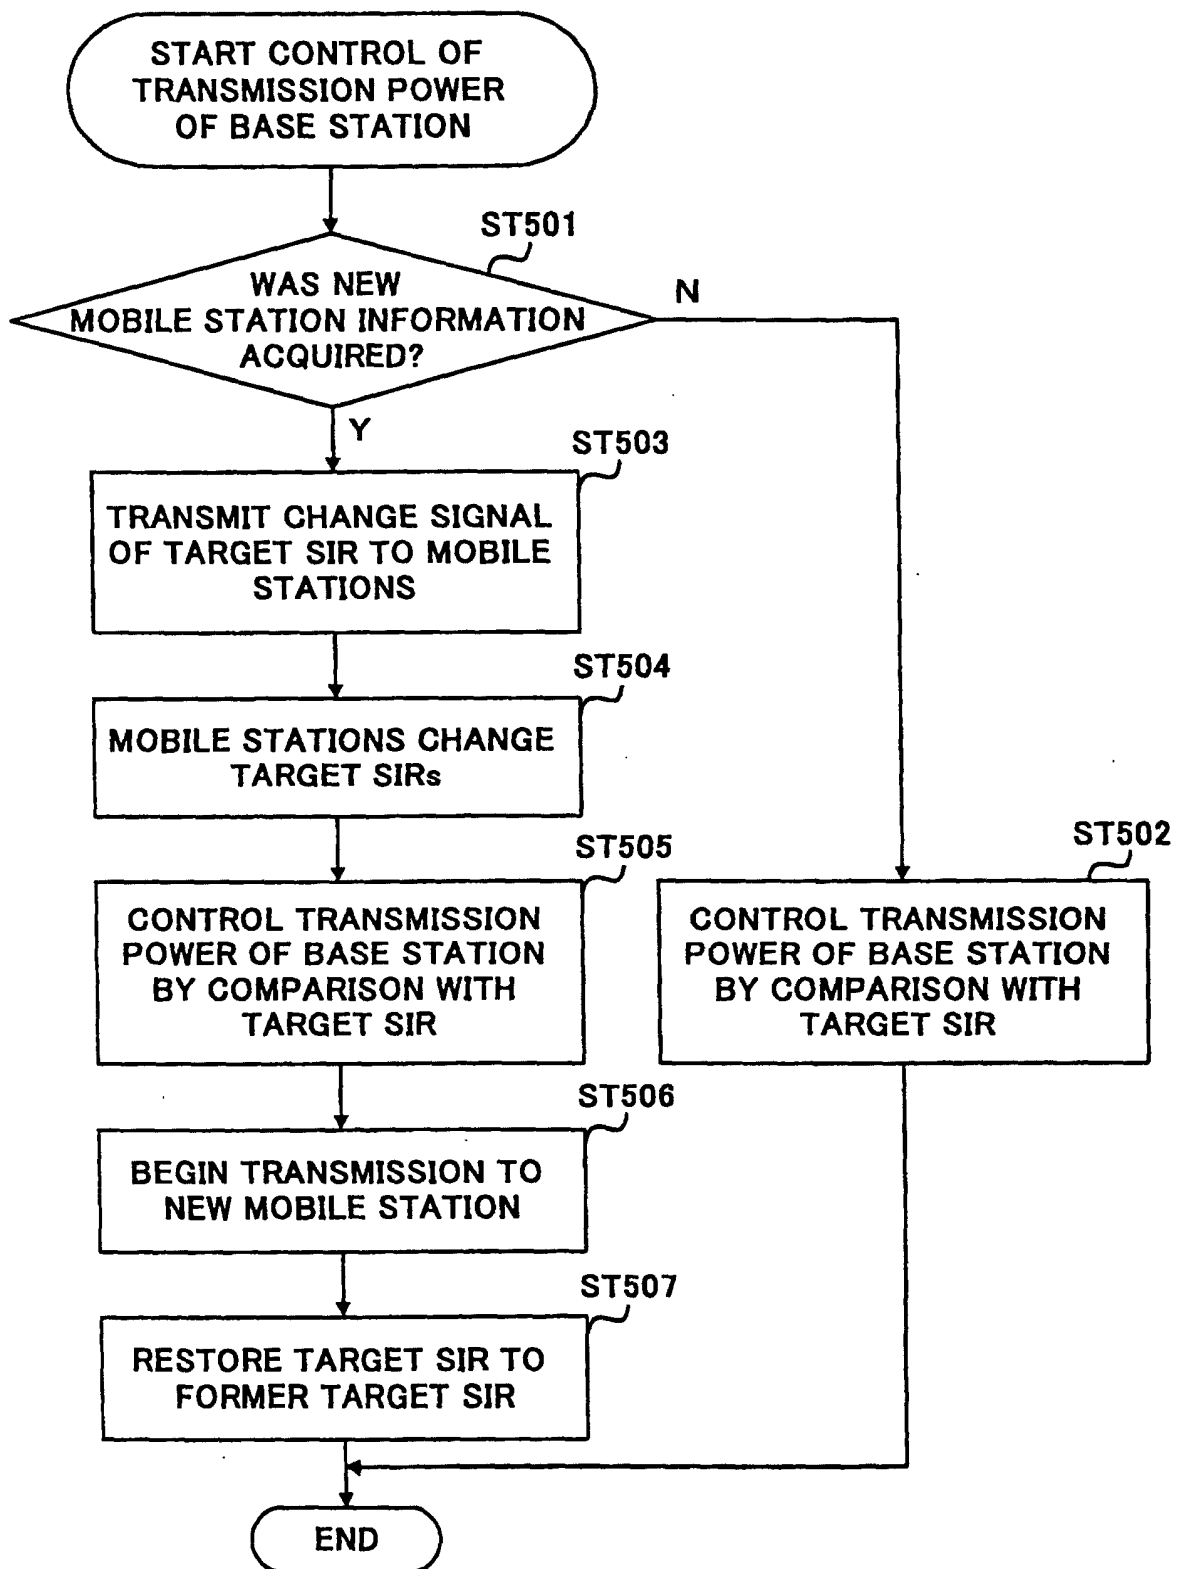 START CONTROL OF
TRANSMISSION POWER
OF BASE STATION
ST501
WAS NEW
MOBILE STATION INFORMATION
ACQUIRED?
N
Y
ST503
TRANSMIT CHANGE SIGNAL
OF TARGET SIR TO MOBILE
STATIONS
ST504
MOBILE STATIONS CHANGE
TARGET SIRs
ST505
CONTROL TRANSMISSION
POWER OF BASE STATION
BY COMPARISON WITH
TARGET SIR
ST502
CONTROL TRANSMISSION
POWER OF BASE STATION
BY COMPARISON WITH
TARGET SIR
ST506
BEGIN TRANSMISSION TO
NEW MOBILE STATION
ST507
RESTORE TARGET SIR TO
FORMER TARGET SIR
END